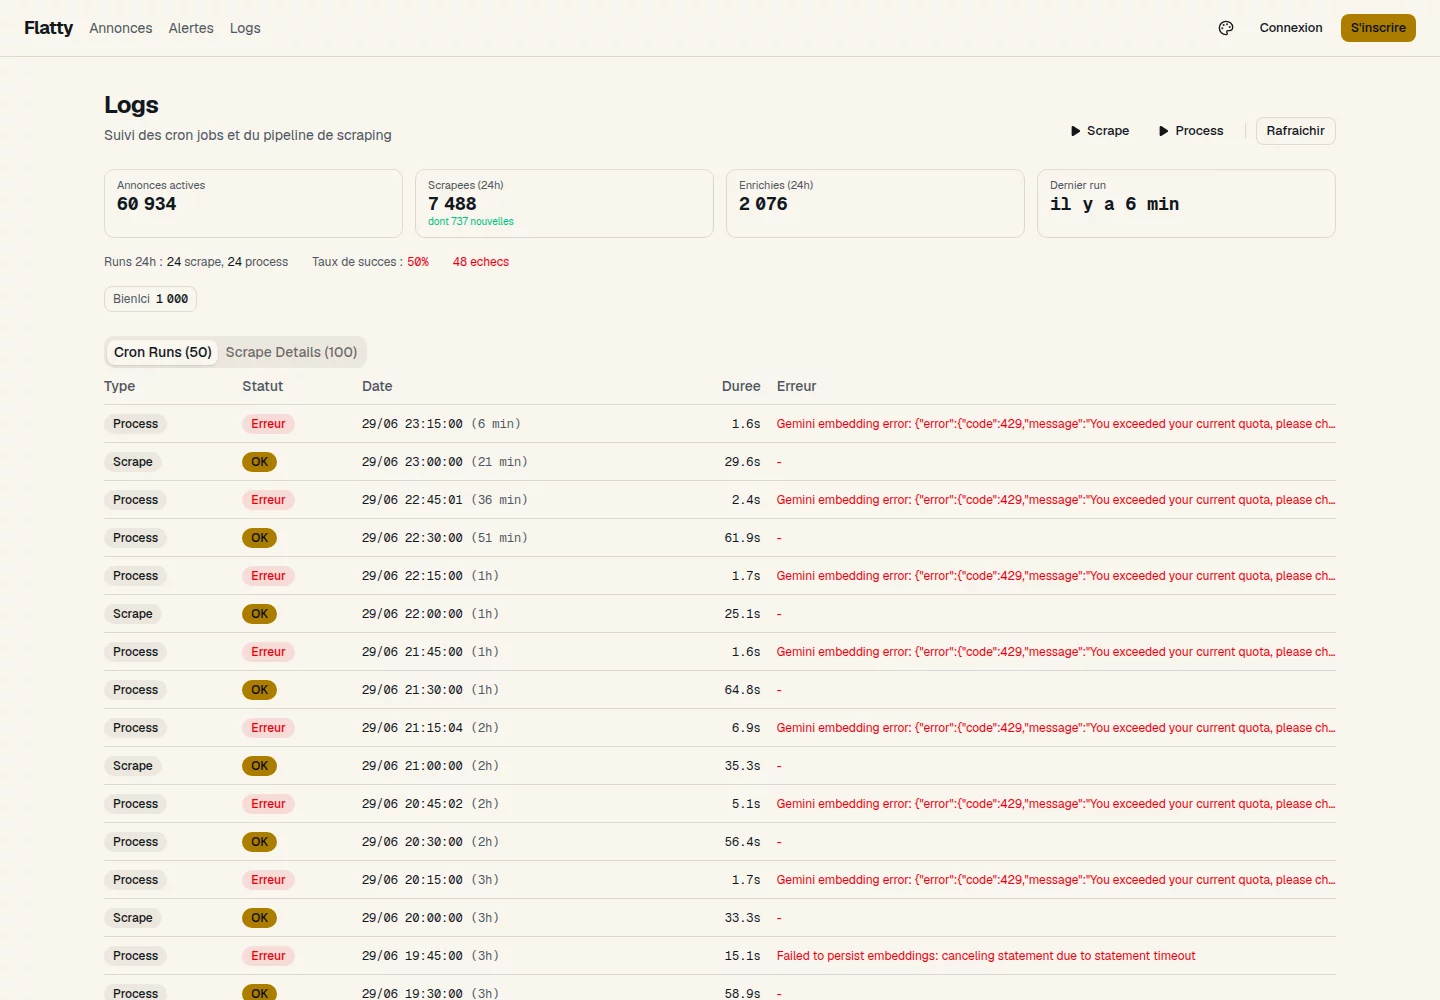 Flatty Annonces Alertes Logs Connexion S'inscrire
Logs
Suivi des cron jobs et du pipeline de scraping
Scrape Process Rafraichir
Annonces actives
60 934
Scrapees (24h)
7 488
dont 737 nouvelles
Enrichies (24h)
2 076
Dernier run
il y a 6 min
Runs 24h : 24 scrape, 24 process Taux de succes : 50% 48 echecs
BienIci 1 000
Cron Runs (50) Scrape Details (100)
Type Statut Date Duree Erreur
Process Erreur 29/06 23:15:00 (6 min) 1.6s Gemini embedding error: {"error":{"code":429,"message":"You exceeded your current quota, please ch...
Scrape OK 29/06 23:00:00 (21 min) 29.6s -
Process Erreur 29/06 22:45:01 (36 min) 2.4s Gemini embedding error: {"error":{"code":429,"message":"You exceeded your current quota, please ch...
Process OK 29/06 22:30:00 (51 min) 61.9s -
Process Erreur 29/06 22:15:00 (1h) 1.7s Gemini embedding error: {"error":{"code":429,"message":"You exceeded your current quota, please ch...
Scrape OK 29/06 22:00:00 (1h) 25.1s -
Process Erreur 29/06 21:45:00 (1h) 1.6s Gemini embedding error: {"error":{"code":429,"message":"You exceeded your current quota, please ch...
Process OK 29/06 21:30:00 (1h) 64.8s -
Process Erreur 29/06 21:15:04 (2h) 6.9s Gemini embedding error: {"error":{"code":429,"message":"You exceeded your current quota, please ch...
Scrape OK 29/06 21:00:00 (2h) 35.3s -
Process Erreur 29/06 20:45:02 (2h) 5.1s Gemini embedding error: {"error":{"code":429,"message":"You exceeded your current quota, please ch...
Process OK 29/06 20:30:00 (2h) 56.4s -
Process Erreur 29/06 20:15:00 (3h) 1.7s Gemini embedding error: {"error":{"code":429,"message":"You exceeded your current quota, please ch...
Scrape OK 29/06 20:00:00 (3h) 33.3s -
Process Erreur 29/06 19:45:00 (3h) 15.1s Failed to persist embeddings: canceling statement due to statement timeout
Process OK 29/06 19:30:00 (3h) 58.9s -